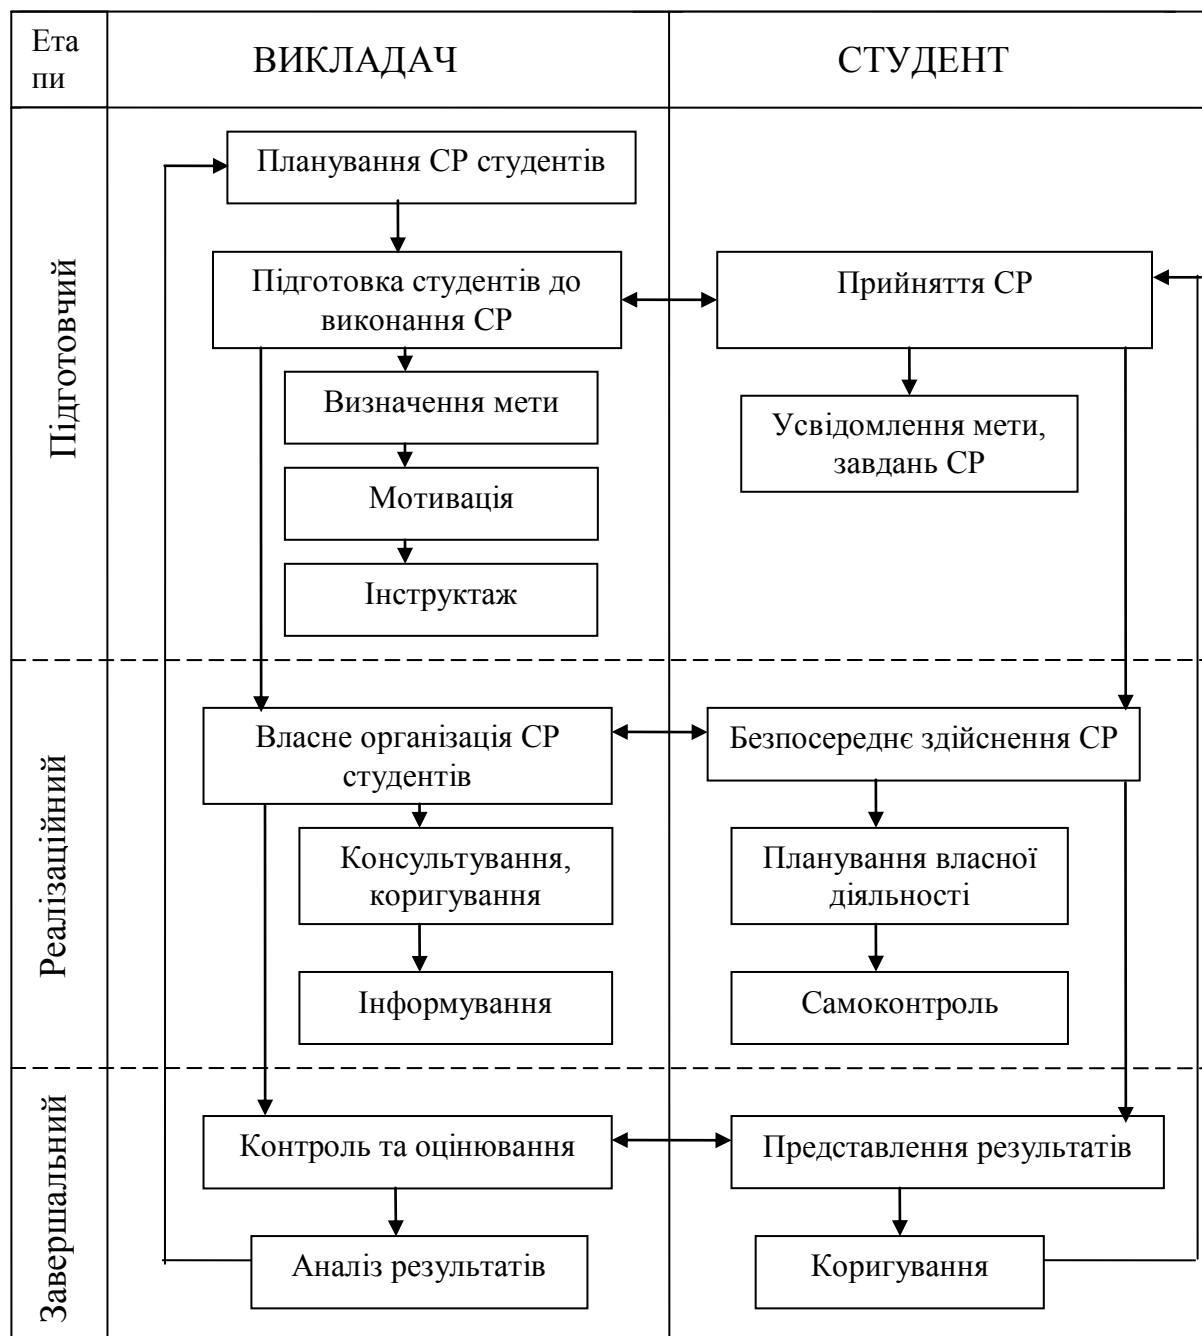 Ета
пи
ВИКЛАДАЧ
СТУДЕНТ
Підготовчий
Планування СР студентів
Підготовка студентів до
виконання СР
Прийняття СР
Визначення мети
Усвідомлення мети,
завдань СР
Мотивація
Інструктаж
Реалізаційний
Власне організація СР
студентів
Безпосереднє здійснення СР
Консультування,
коригування
Планування власної
діяльності
Інформування
Самоконтроль
Завершальний
Контроль та оцінювання
Представлення результатів
Аналіз результатів
Коригування